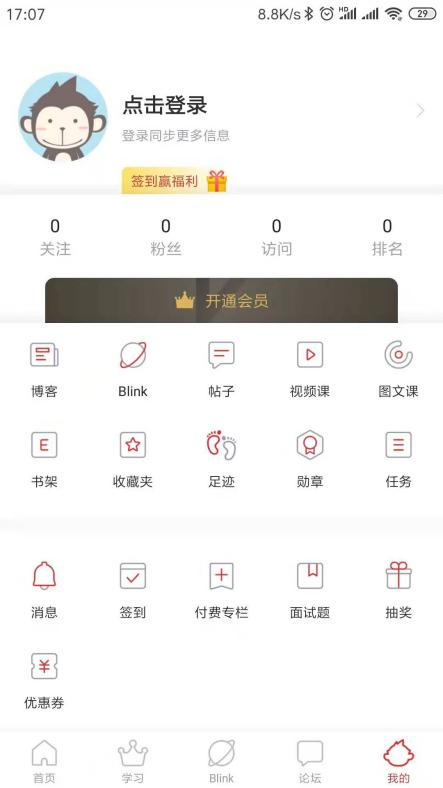 17:07 8.8K/s HD 29
点击登录
登录同步更多信息
签到赢福利
0 0 0 0
关注 粉丝 访问 排名
开通会员
博客 Blink 帖子 视频课 图文课
E
书架 收藏夹 足迹 勋章 任务
消息 签到 付费专栏 面试题 抽奖
¥
优惠券
首页 学习 Blink 论坛 我的